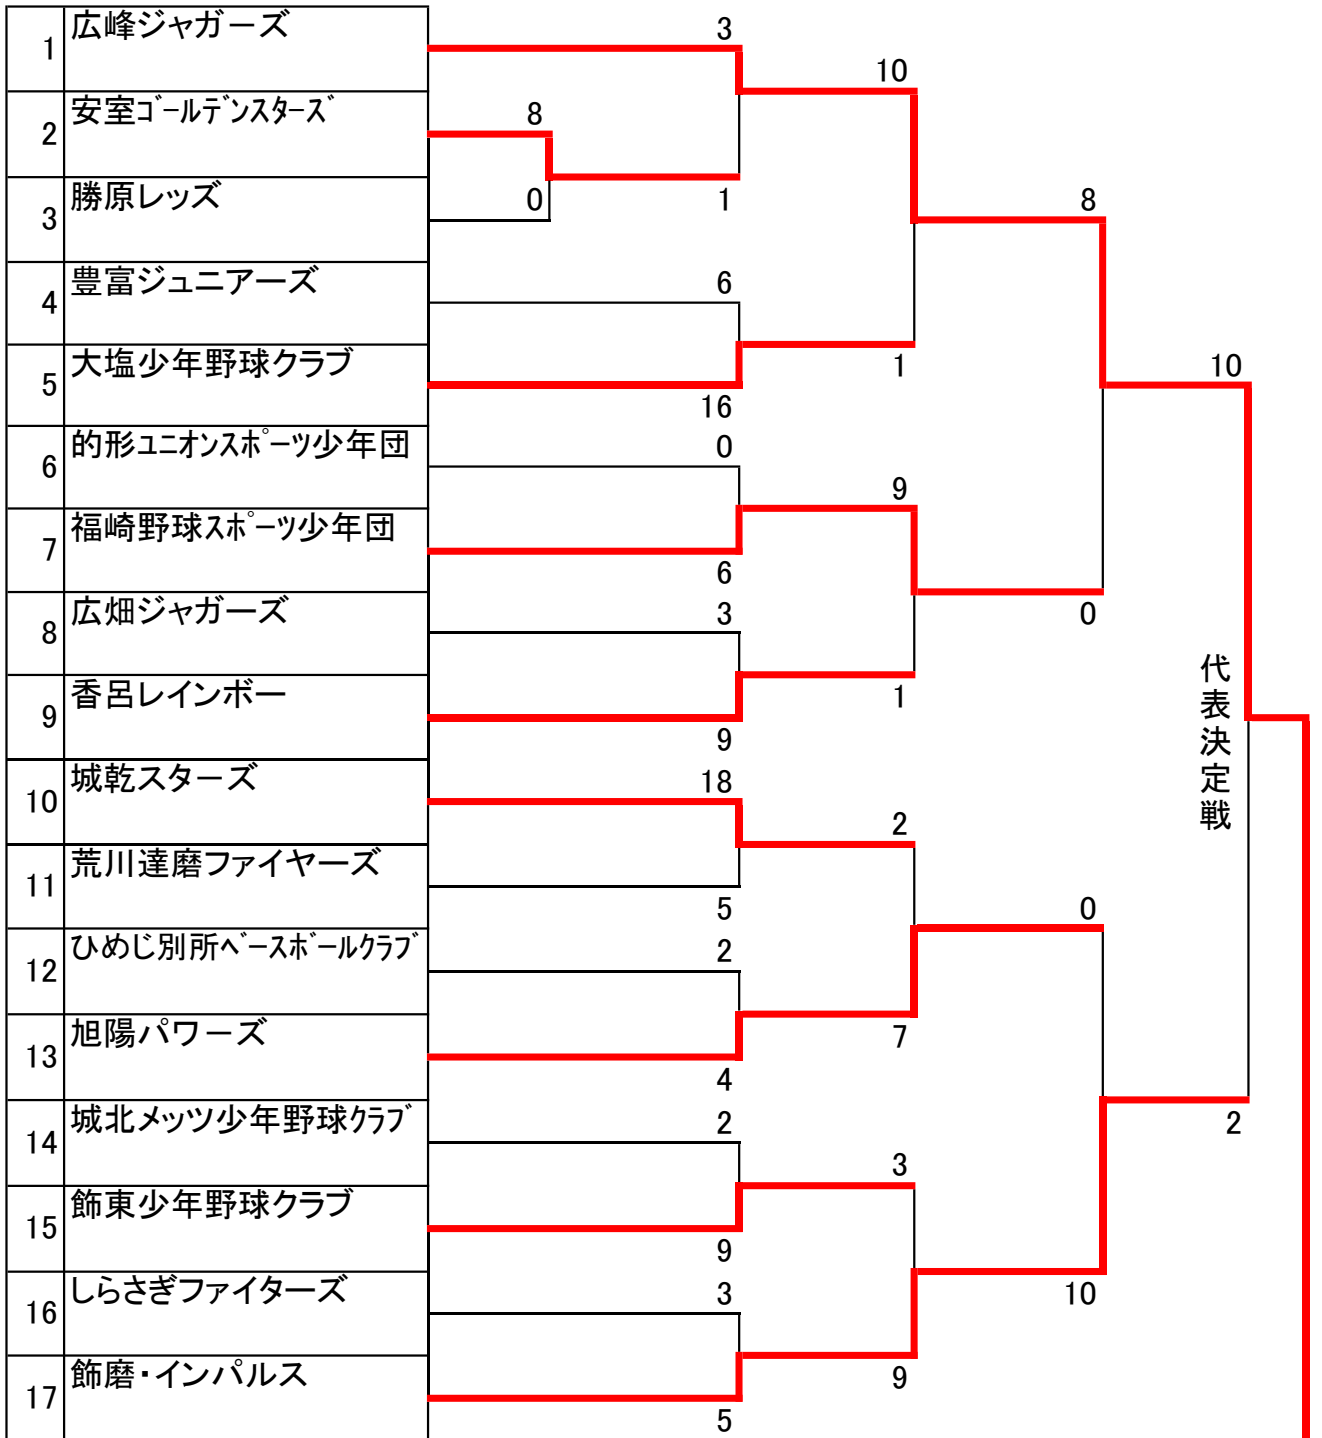 1 広峰ジャガーズ
2 安室ｺﾞｰﾙﾃﾞﾝｽﾀｰｽﾞ
3 勝原レッズ
4 豊富ジュニアーズ
5 大塩少年野球クラブ
6 的形ﾕﾆｵﾝｽﾎﾟｰﾂ少年団
7 福崎野球ｽﾎﾟｰﾂ少年団
8 広畑ジャガーズ
9 香呂レインボー
10 城乾スターズ
11 荒川達磨ファイヤーズ
12 ひめじ別所ﾍﾞｰｽﾎﾞｰﾙｸﾗﾌﾞ
13 旭陽パワーズ
14 城北メッツ少年野球ｸﾗﾌﾞ
15 飾東少年野球クラブ
16 しらさぎファイターズ
17 飾磨・インパルス
8
0
3
1
6
16
0
6
3
9
18
5
2
4
2
9
3
5
10
1
9
1
2
7
3
9
8
0
0
10
10
2
代表決定戦